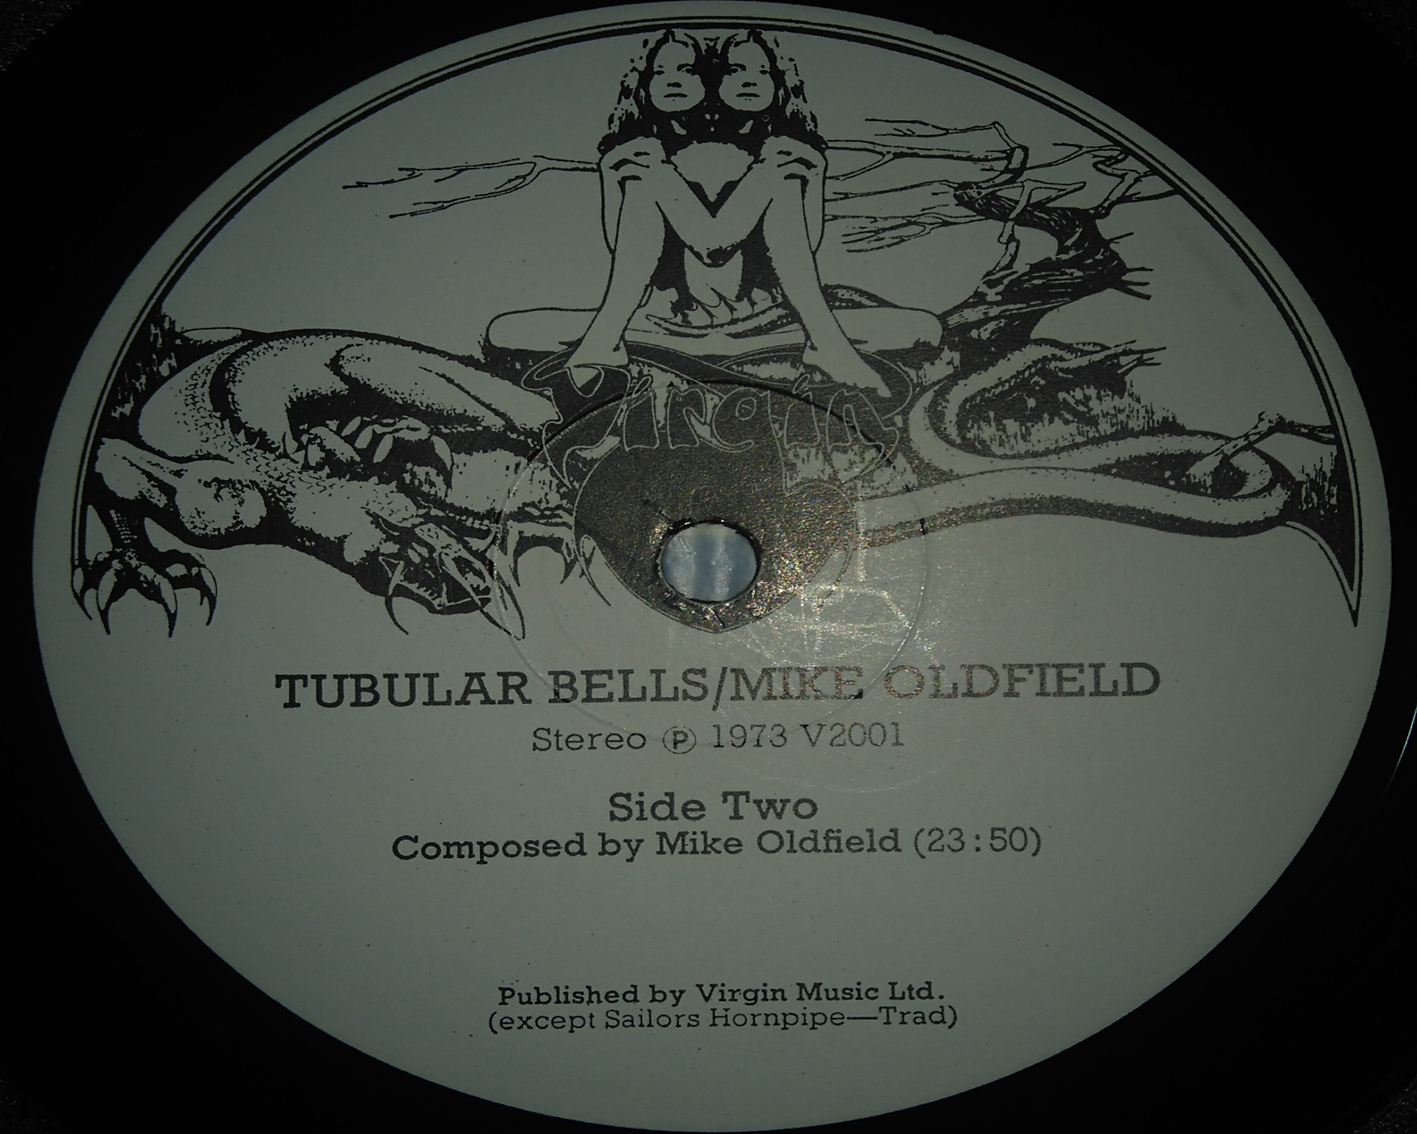 Virgin
TUBULAR BELLS/MIKE OLDFIELD
Stereo ℗ 1973 V2001
Side Two
Composed by Mike Oldfield (23:50)
Published by Virgin Music Ltd.
(except Sailors Hornpipe—Trad)